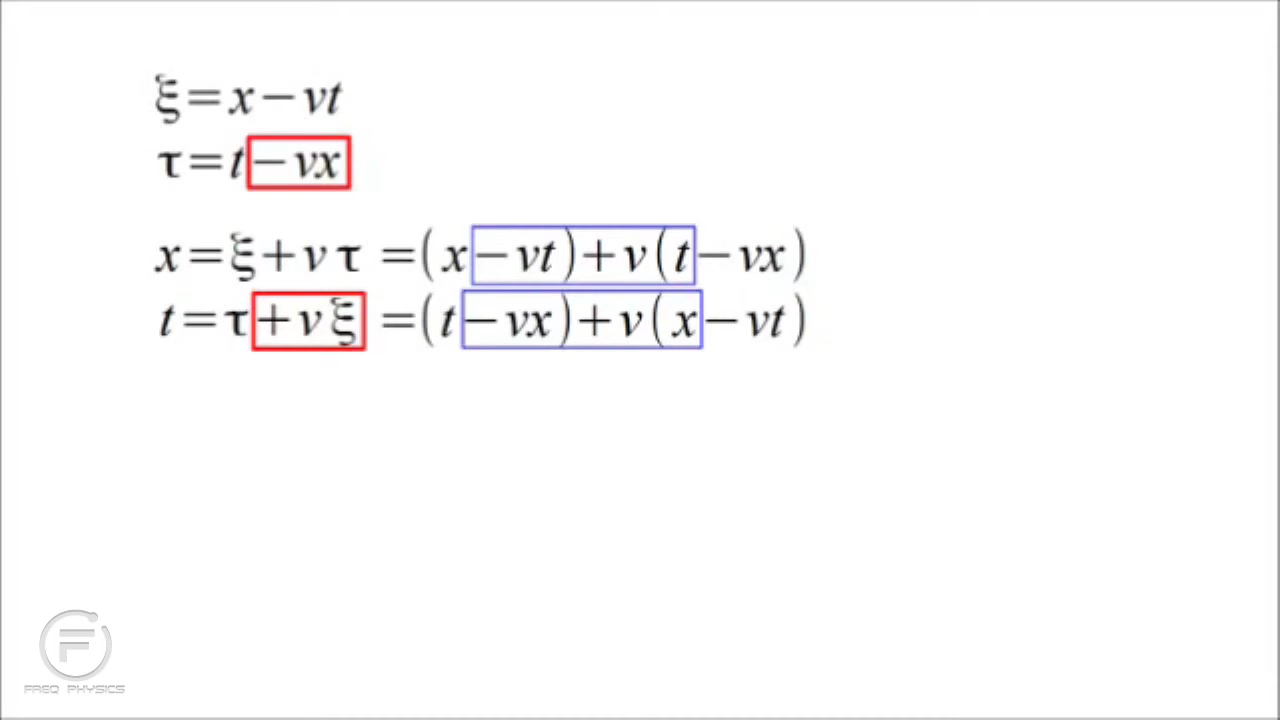 ξ=x−vt
τ=t−vx
x=ξ+vτ =(x−vt)+v(t−vx)
t=τ+vξ =(t−vx)+v(x−vt)
F
FREQ PHYSICS